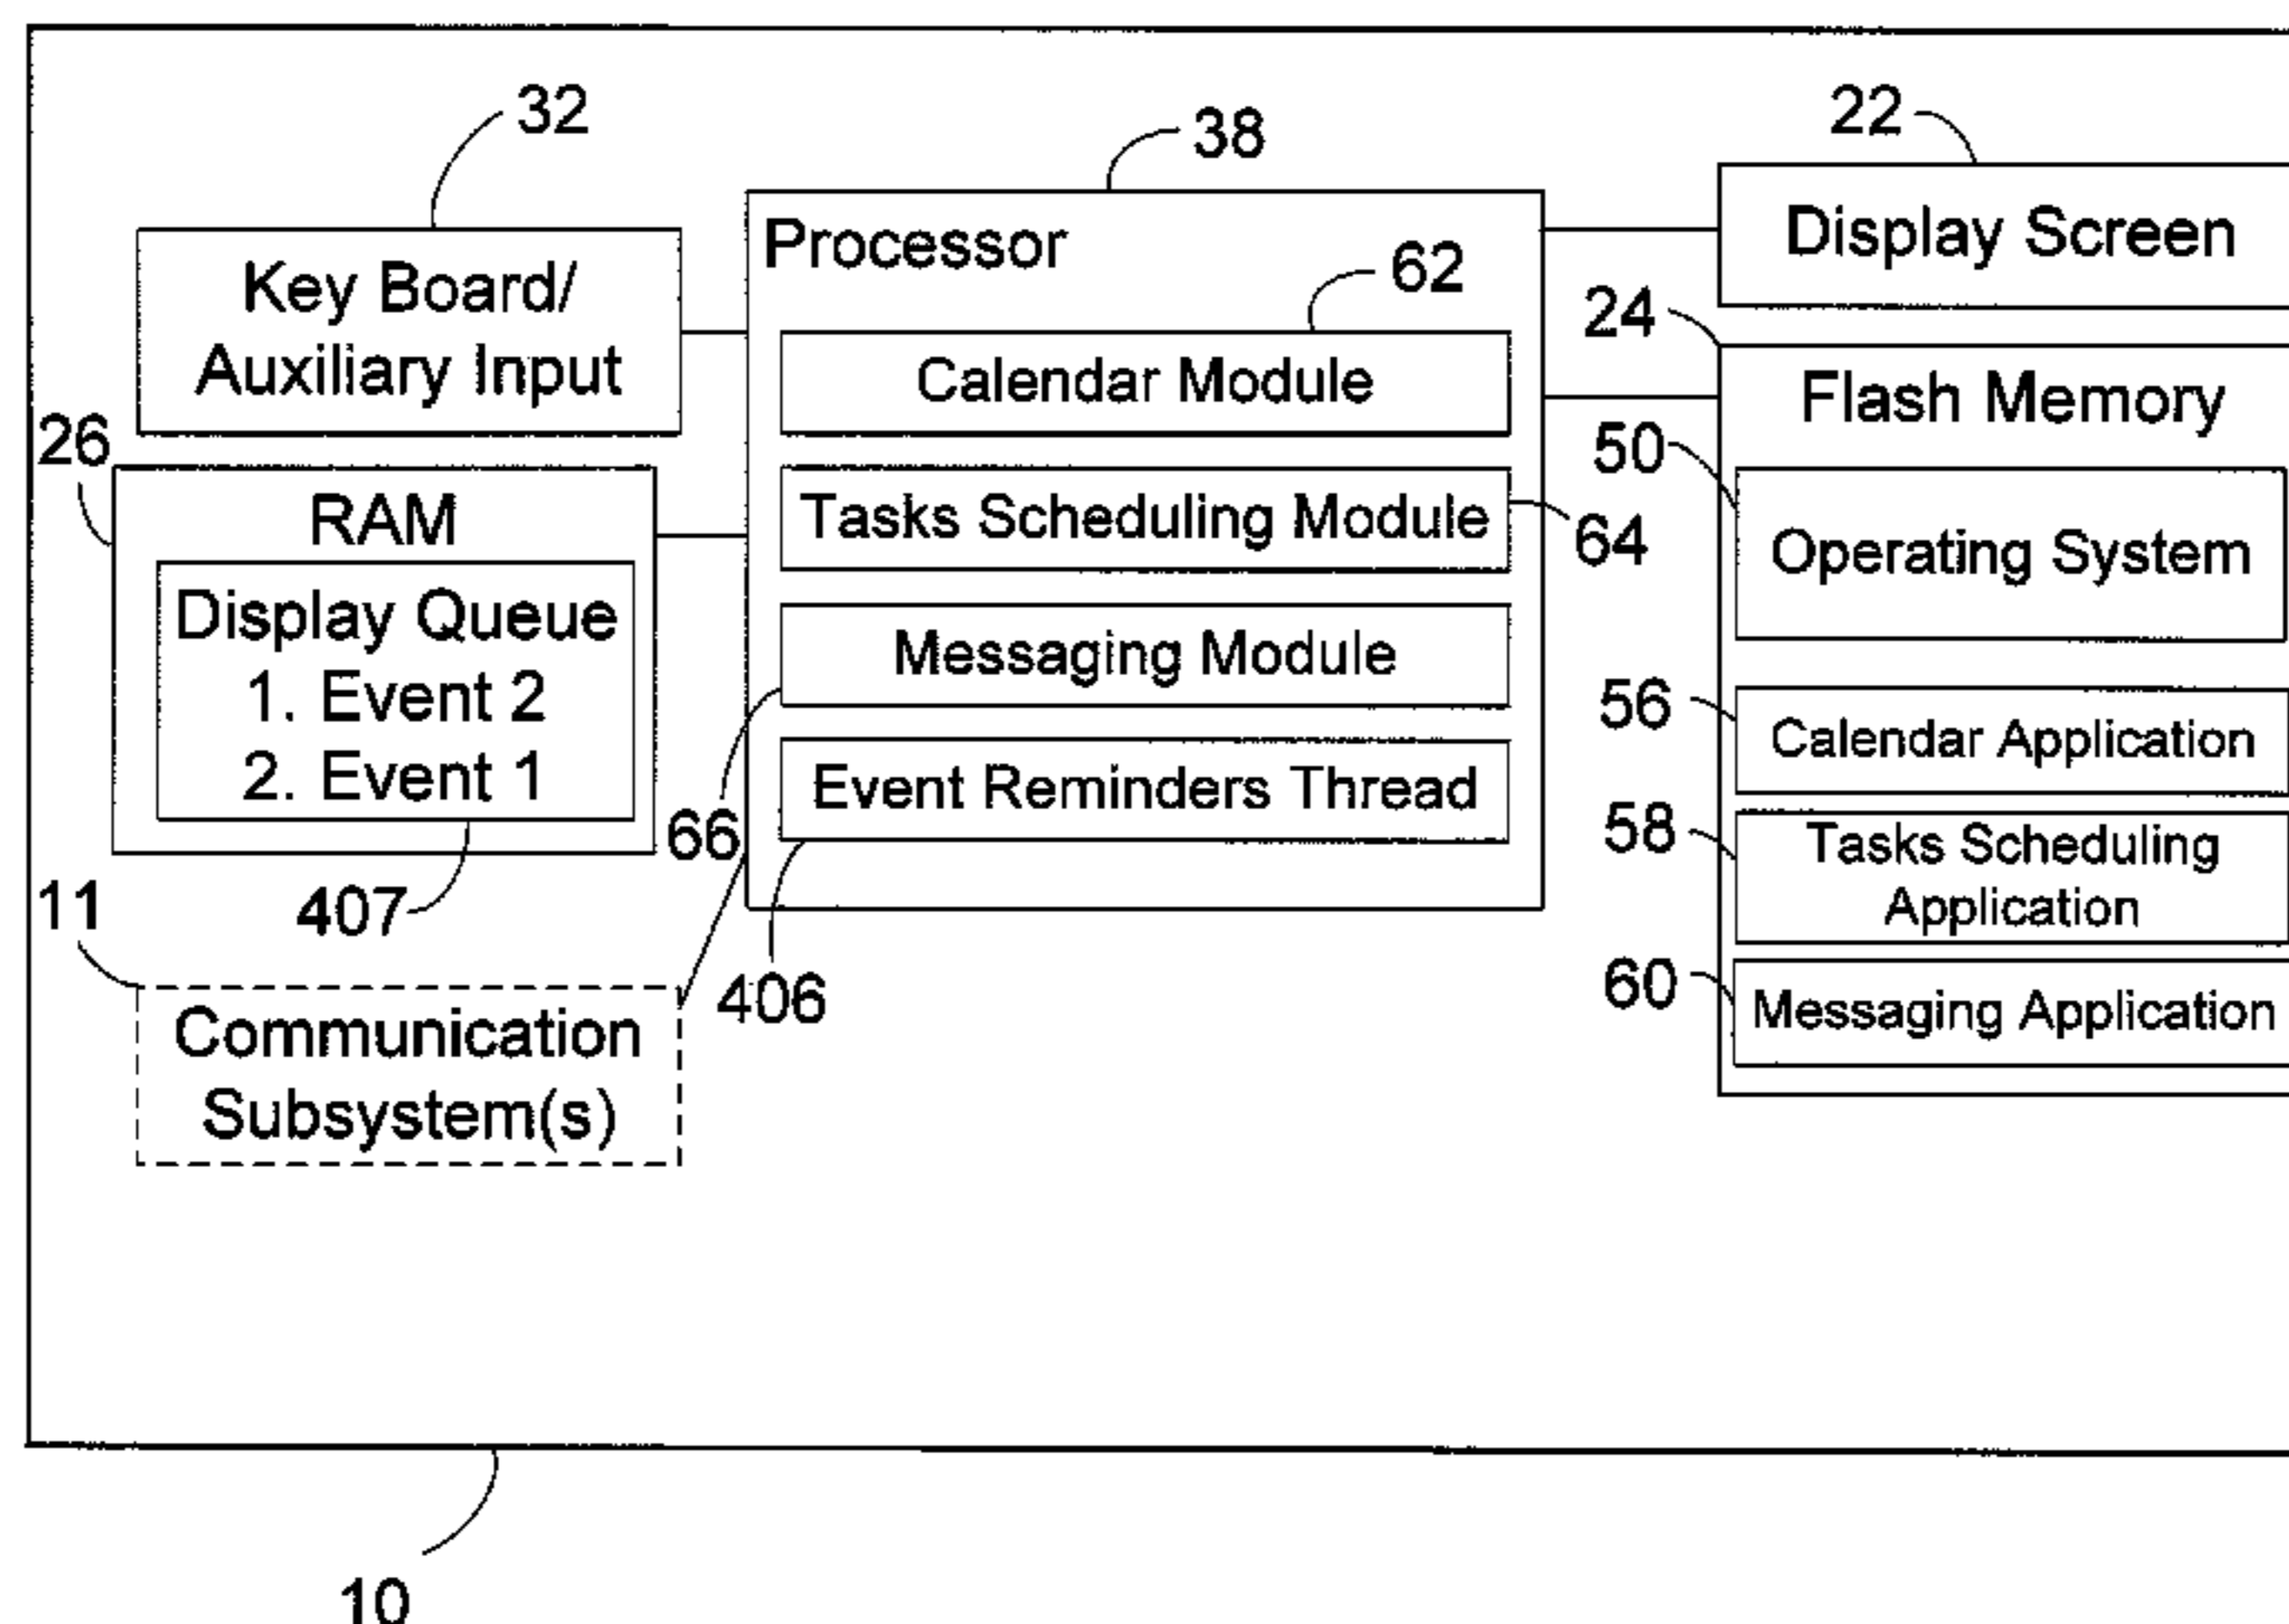 32
38
22
Key Board/
Auxiliary Input
Processor
62
Calendar Module
Tasks Scheduling Module
64
Messaging Module
66
Event Reminders Thread
406
Display Screen
24
Flash Memory
50
Operating System
56
Calendar Application
58
Tasks Scheduling
Application
60
Messaging Application
26
RAM
Display Queue
1. Event 2
2. Event 1
407
11
Communication
Subsystem(s)
10